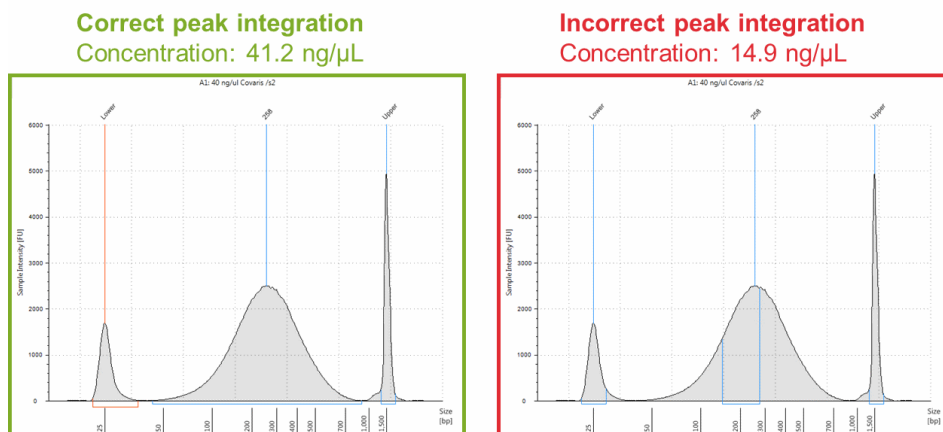 Correct peak integration
Concentration: 41.2 ng/µL
A1: 40 ng/ul Covaris /s2
Lower
258
Upper
6000
5000
4000
3000
2000
1000
0
Sample Intensity [FU]
25
50
100
200
300
400
500
700
1,000
1,500
Size
[bp]
Incorrect peak integration
Concentration: 14.9 ng/µL
A1: 40 ng/ul Covaris /s2
Lower
258
Upper
6000
5000
4000
3000
2000
1000
0
Sample Intensity [FU]
25
50
100
200
300
400
500
700
1,000
1,500
Size
[bp]